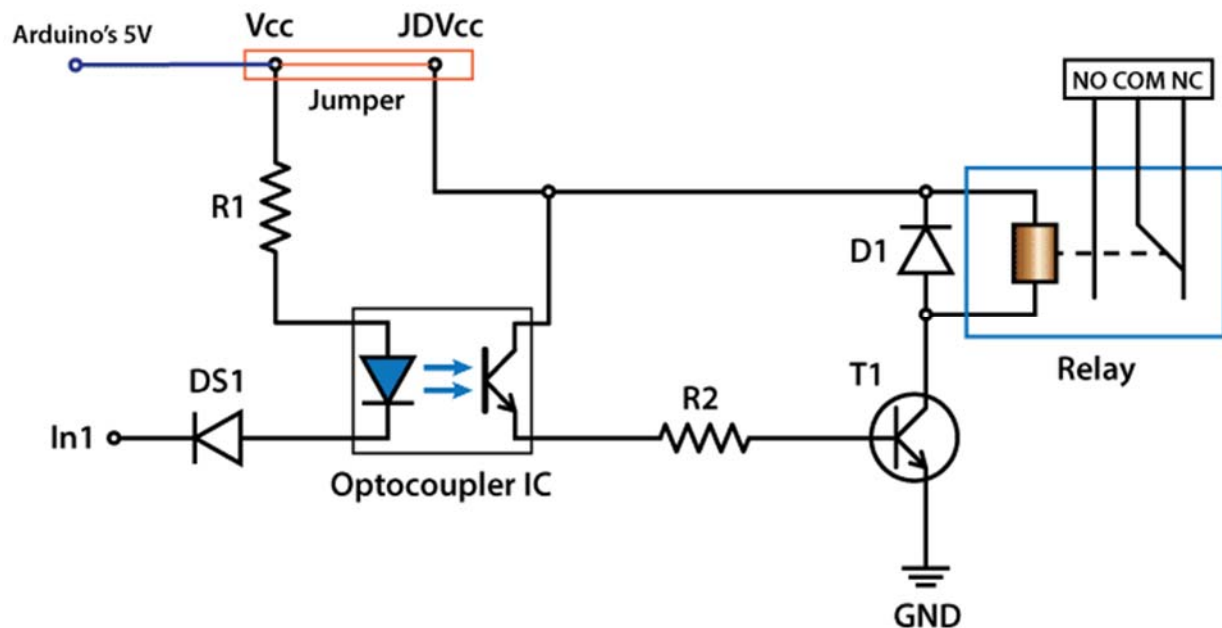 Arduino's 5V
Vcc
JDVcc
Jumper
NO COM NC
R1
D1
Relay
DS1
In1
Optocoupler IC
R2
T1
GND